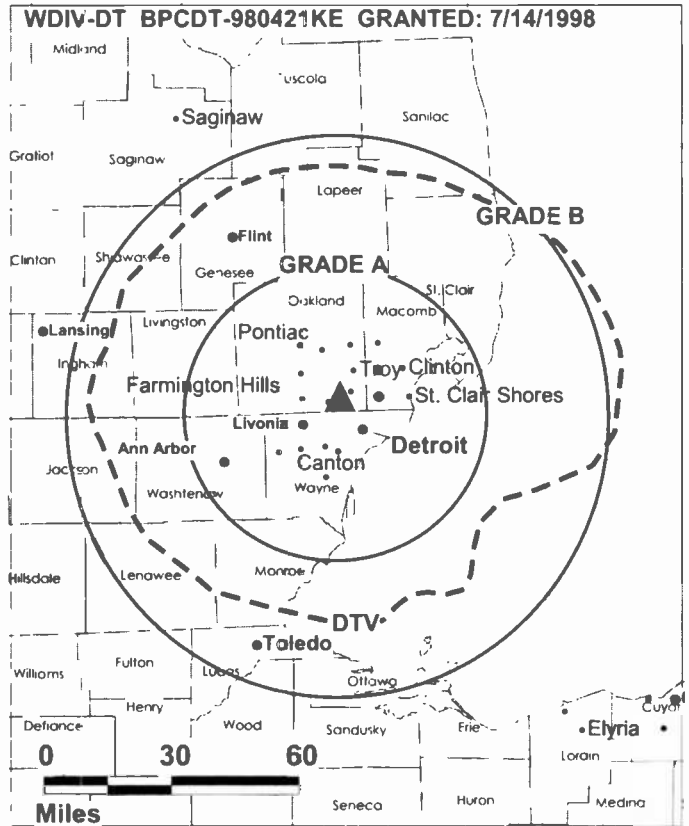 WDIV-DT BPCDT-980421KE GRANTED: 7/14/1998
Midland
Tuscola
Saginaw
Sanilac
Gratiot
Saginaw
Lapeer
GRADE B
Flint
Clinton
Shiawassee
Genesee
GRADE A
St. Clair
Oakland
Macomb
Livingston
Lansing
Pontiac
Ingham
Troy
Clinton
Farmington Hills
St. Clair Shores
Livonia
Detroit
Ann Arbor
Canton
Jackson
Wayne
Washtenaw
Hillsdale
Lenawee
Monroe
DTV
Toledo
Williams
Fulton
Lucas
Ottawa
Henry
Defiance
Wood
Sandusky
Erie
Elyria
Lorain
0 30 60
Miles
Seneca
Huron
Medina